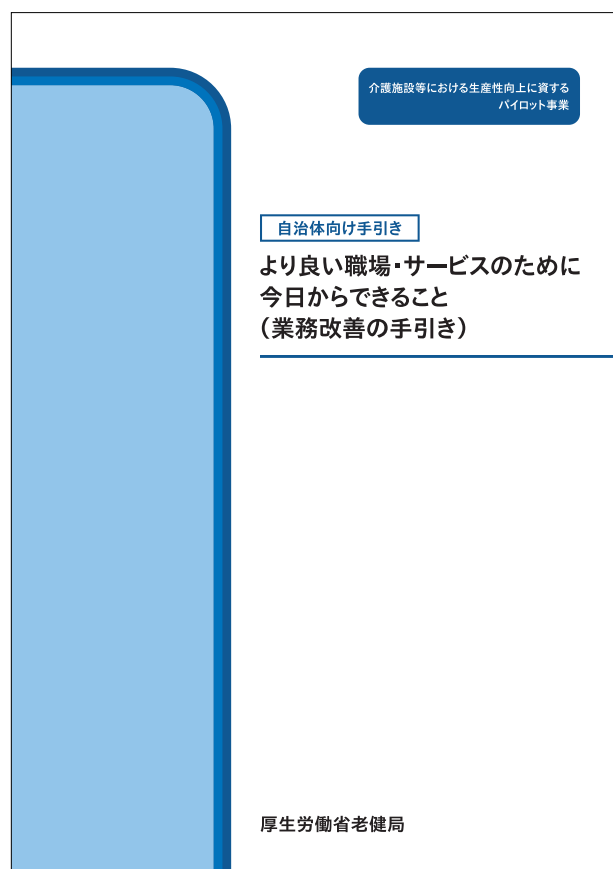 介護施設等における生産性向上に資する
パイロット事業
自治体向け手引き
より良い職場・サービスのために
今日からできること
（業務改善の手引き）
厚生労働省老健局